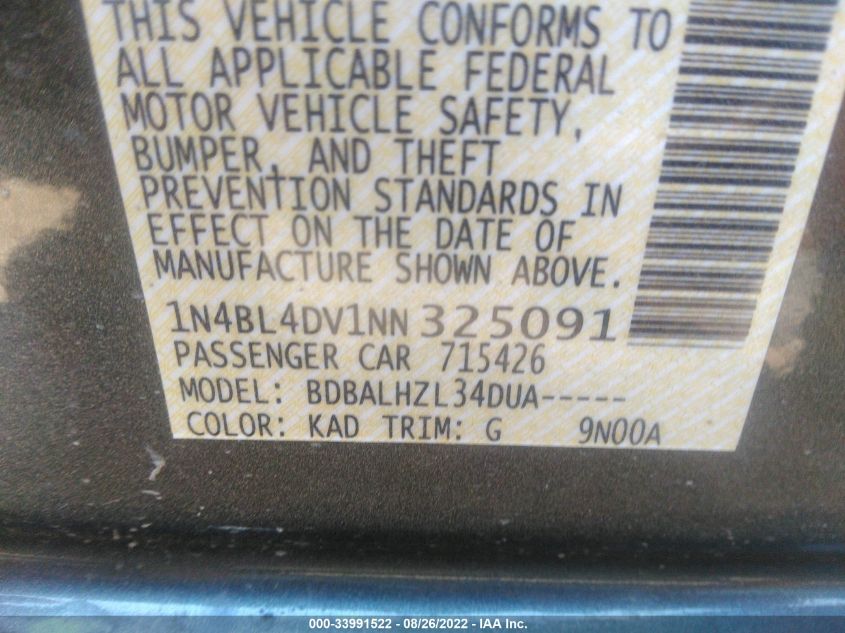 THIS VEHICLE CONFORMS TO
ALL APPLICABLE FEDERAL
MOTOR VEHICLE SAFETY,
BUMPER, AND THEFT
PREVENTION STANDARDS IN
EFFECT ON THE DATE OF
MANUFACTURE SHOWN ABOVE.
1N4BL4DV1NN325091
PASSENGER CAR 715426
MODEL: BDBALHZL34DUA-----
COLOR: KAD TRIM: G 9N00A
000-33991522 - 08/26/2022 - IAA Inc.